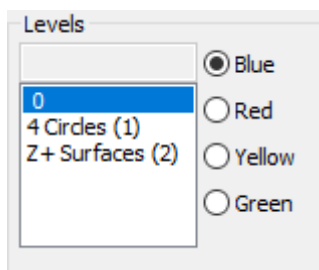 Levels
Blue
0
Red
4 Circles (1)
Z+ Surfaces (2)
Yellow
Green